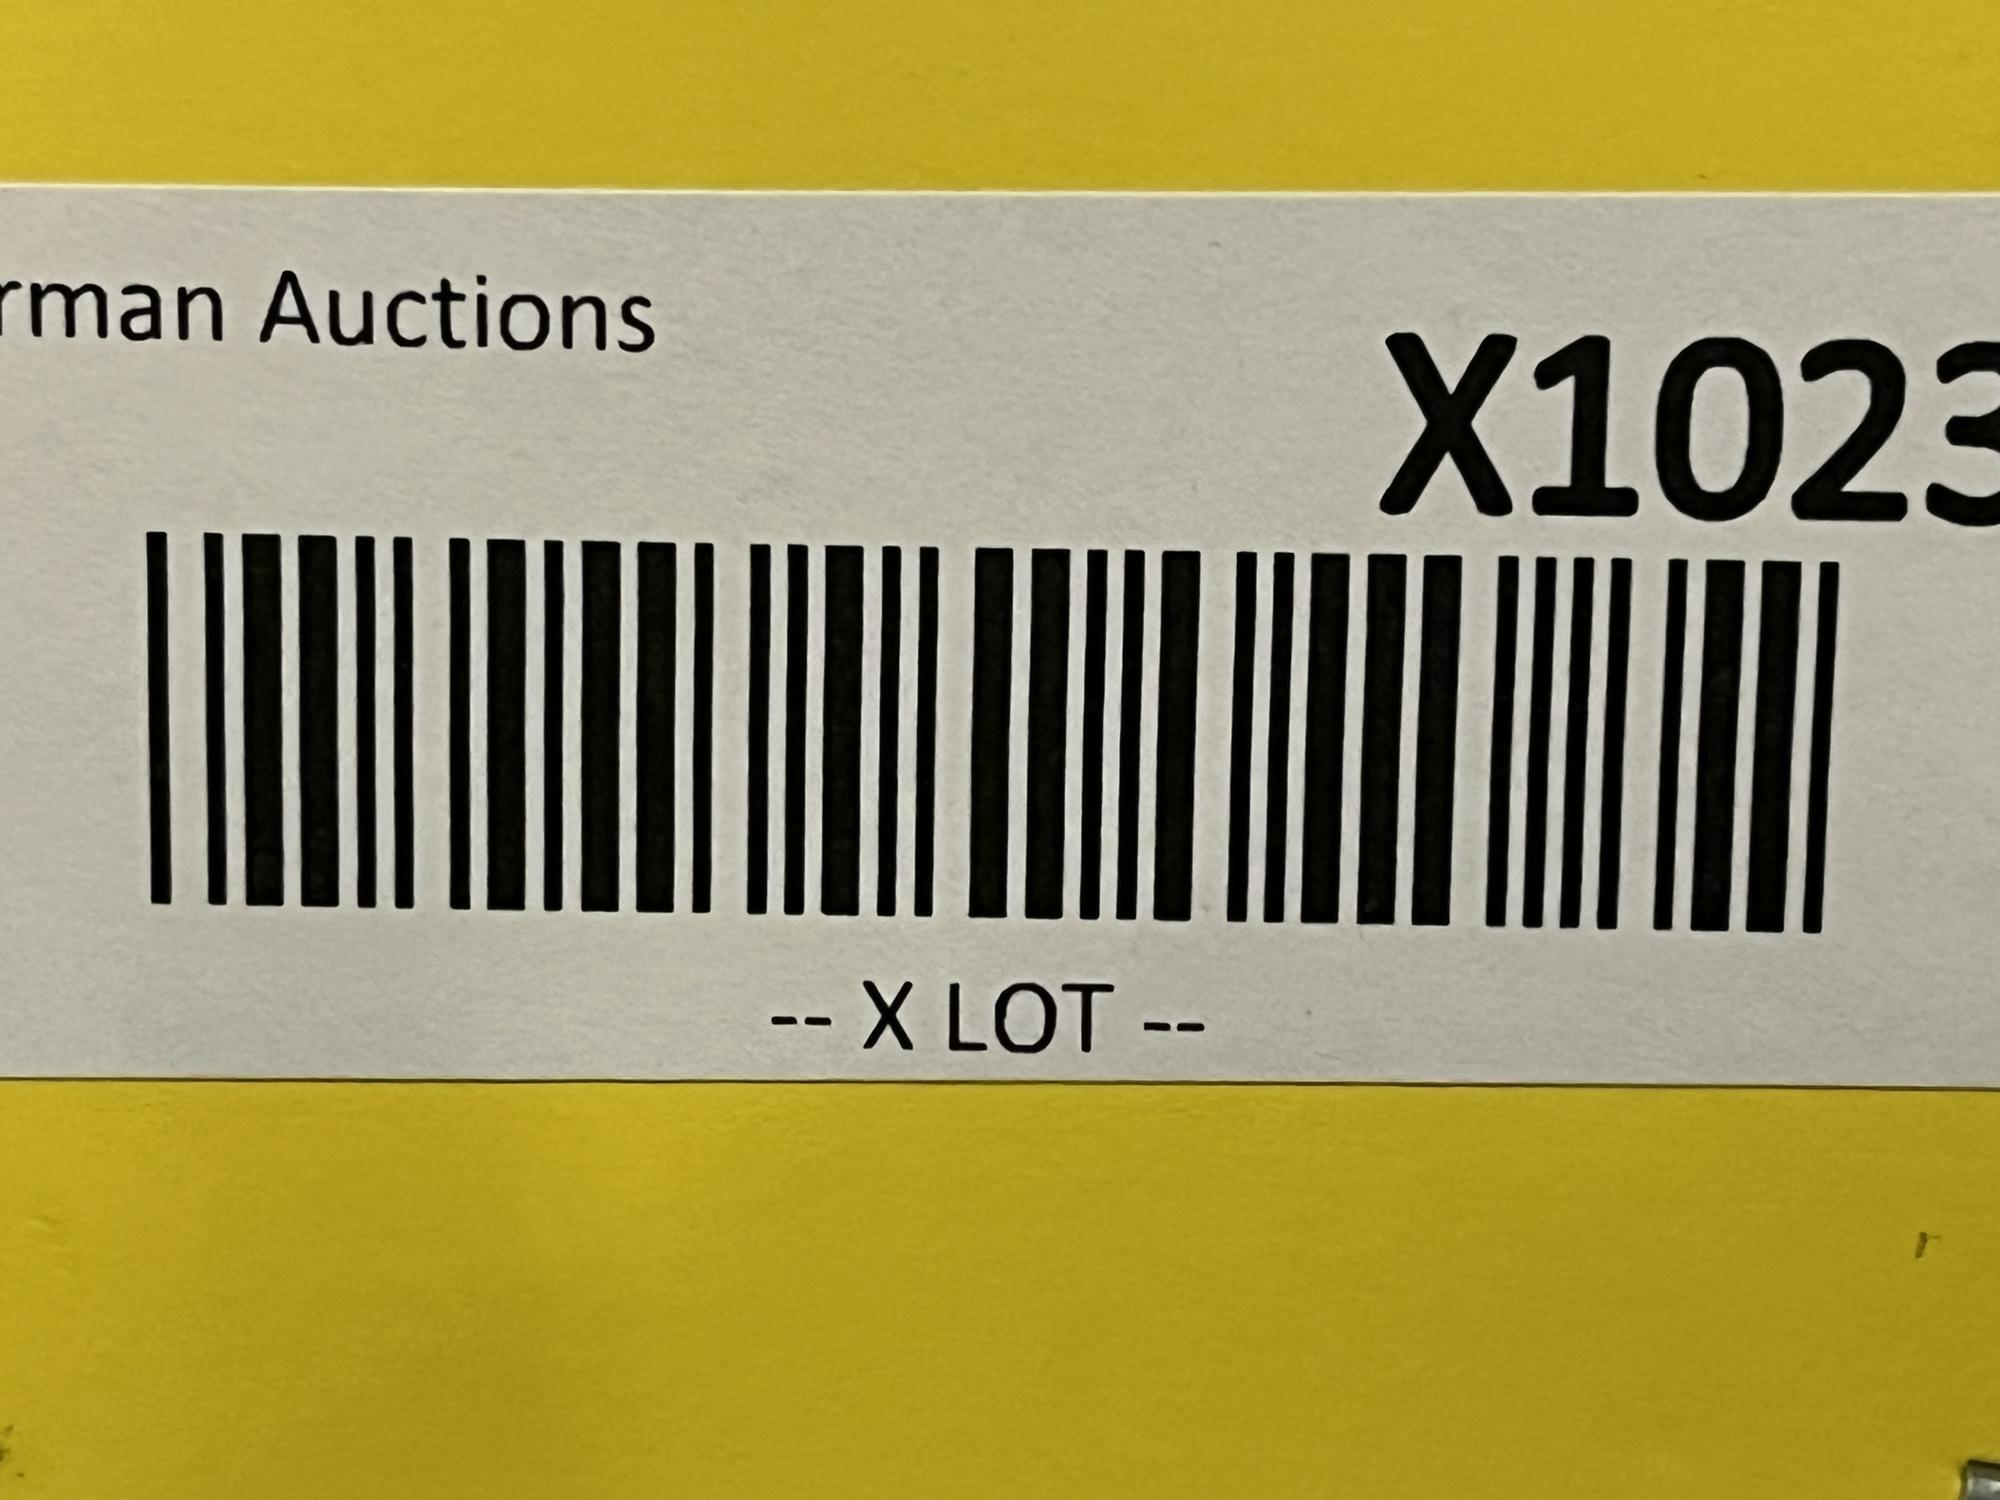 rman Auctions
X1023
-- X LOT --